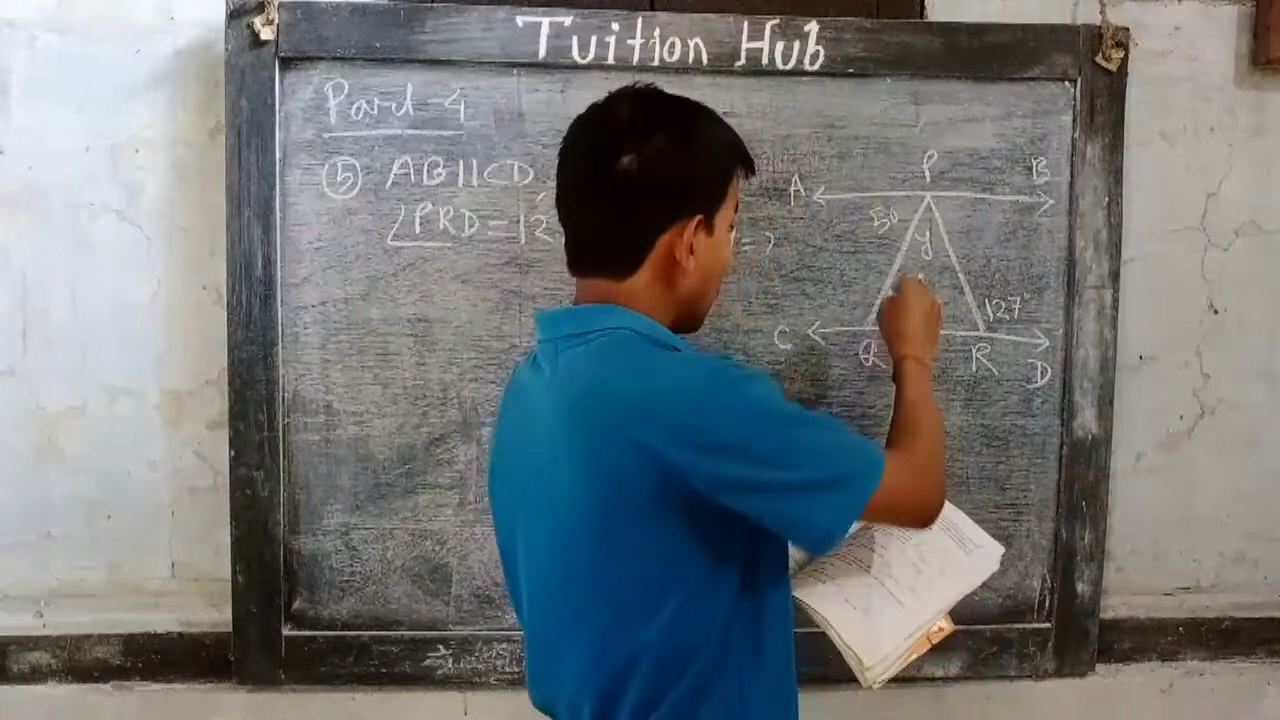 Tuition Hub
Part 4
⑤ AB||CD,
∠PRD=12
= ?
A P B
50
y
127°
C Q R D